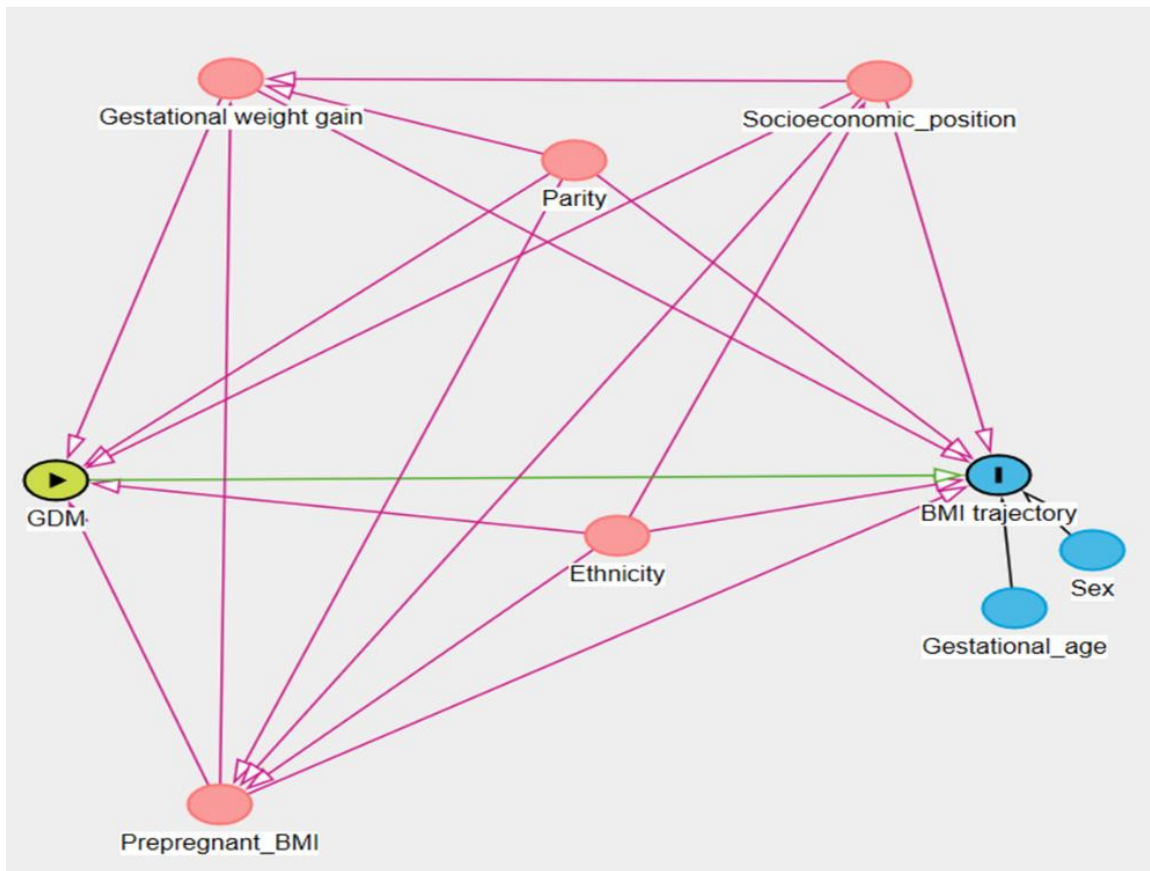 Gestational weight gain
Socioeconomic_position
Parity
GDM
BMI trajectory
Ethnicity
Sex
Gestational_age
Prepregnant_BMI